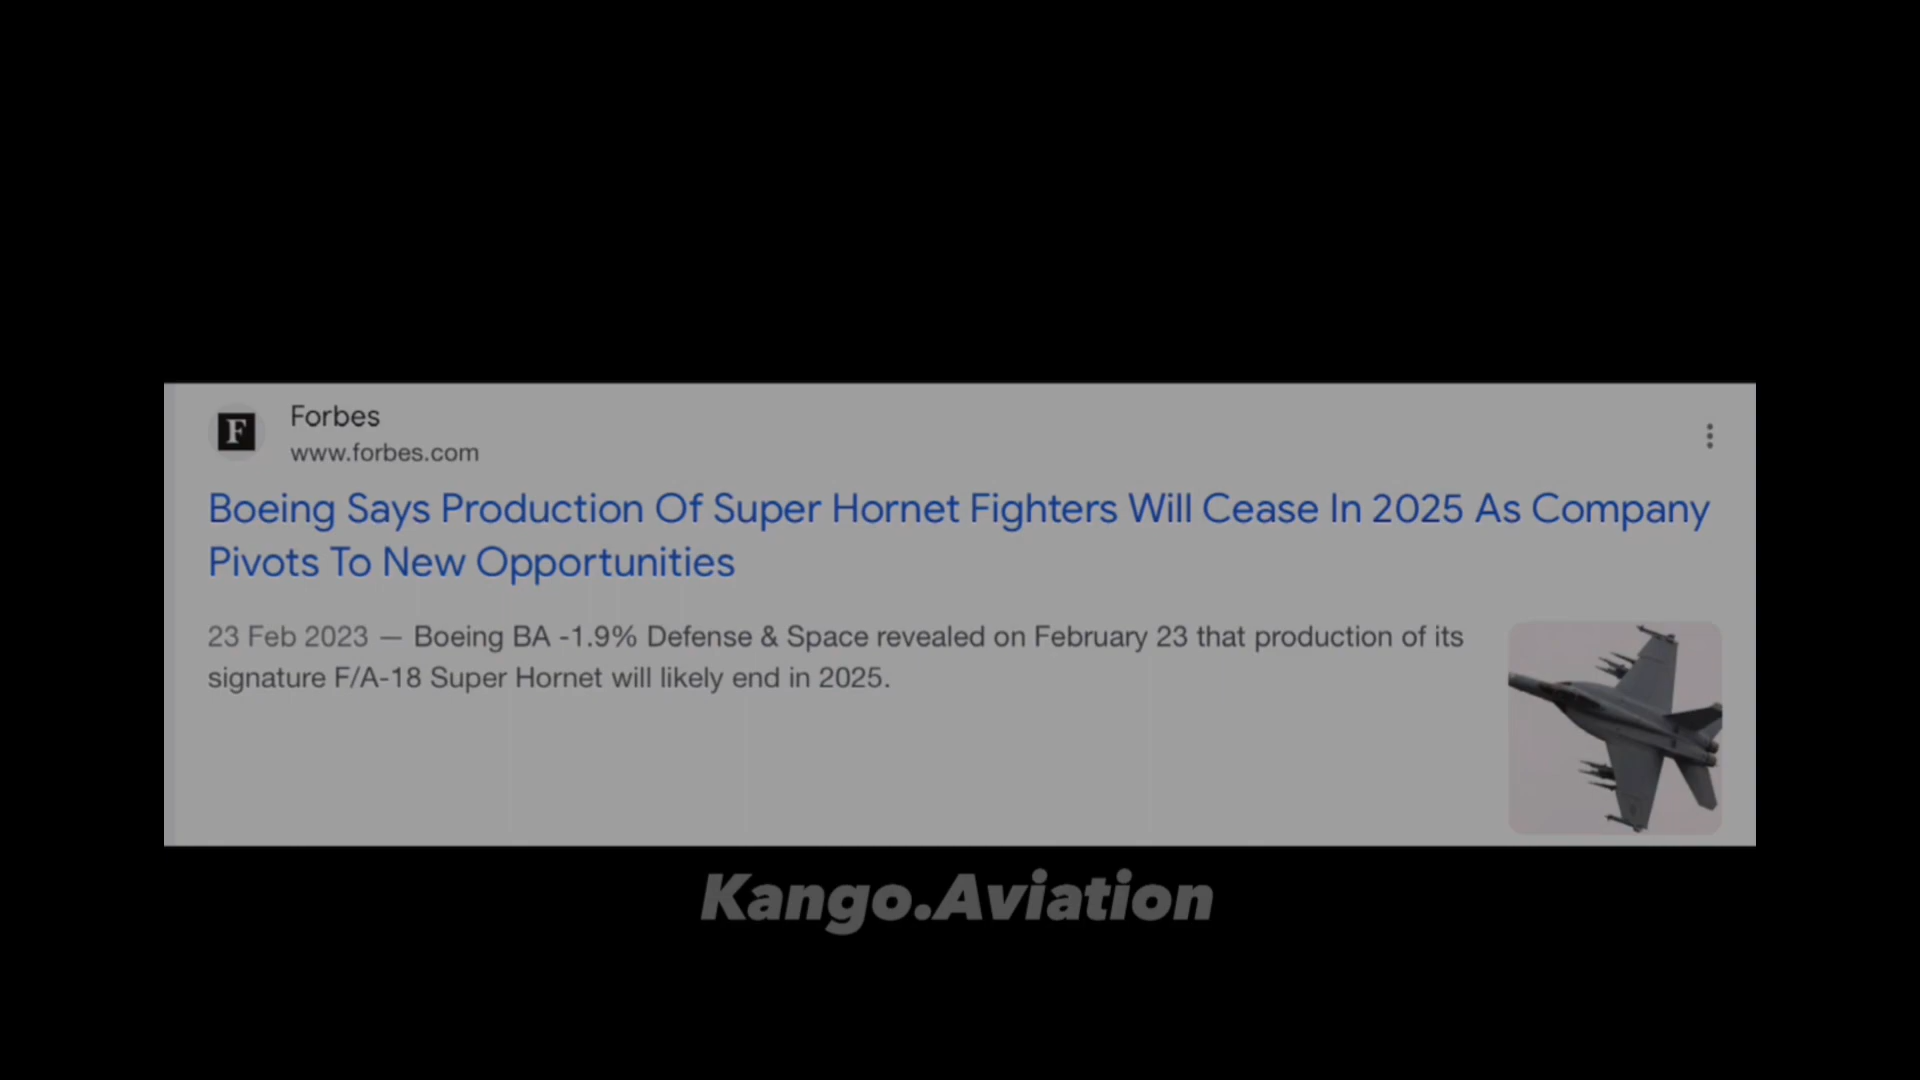 F
Forbes
www.forbes.com
Boeing Says Production Of Super Hornet Fighters Will Cease In 2025 As Company
Pivots To New Opportunities
23 Feb 2023 — Boeing BA -1.9% Defense & Space revealed on February 23 that production of its
signature F/A-18 Super Hornet will likely end in 2025.
Kango.Aviation